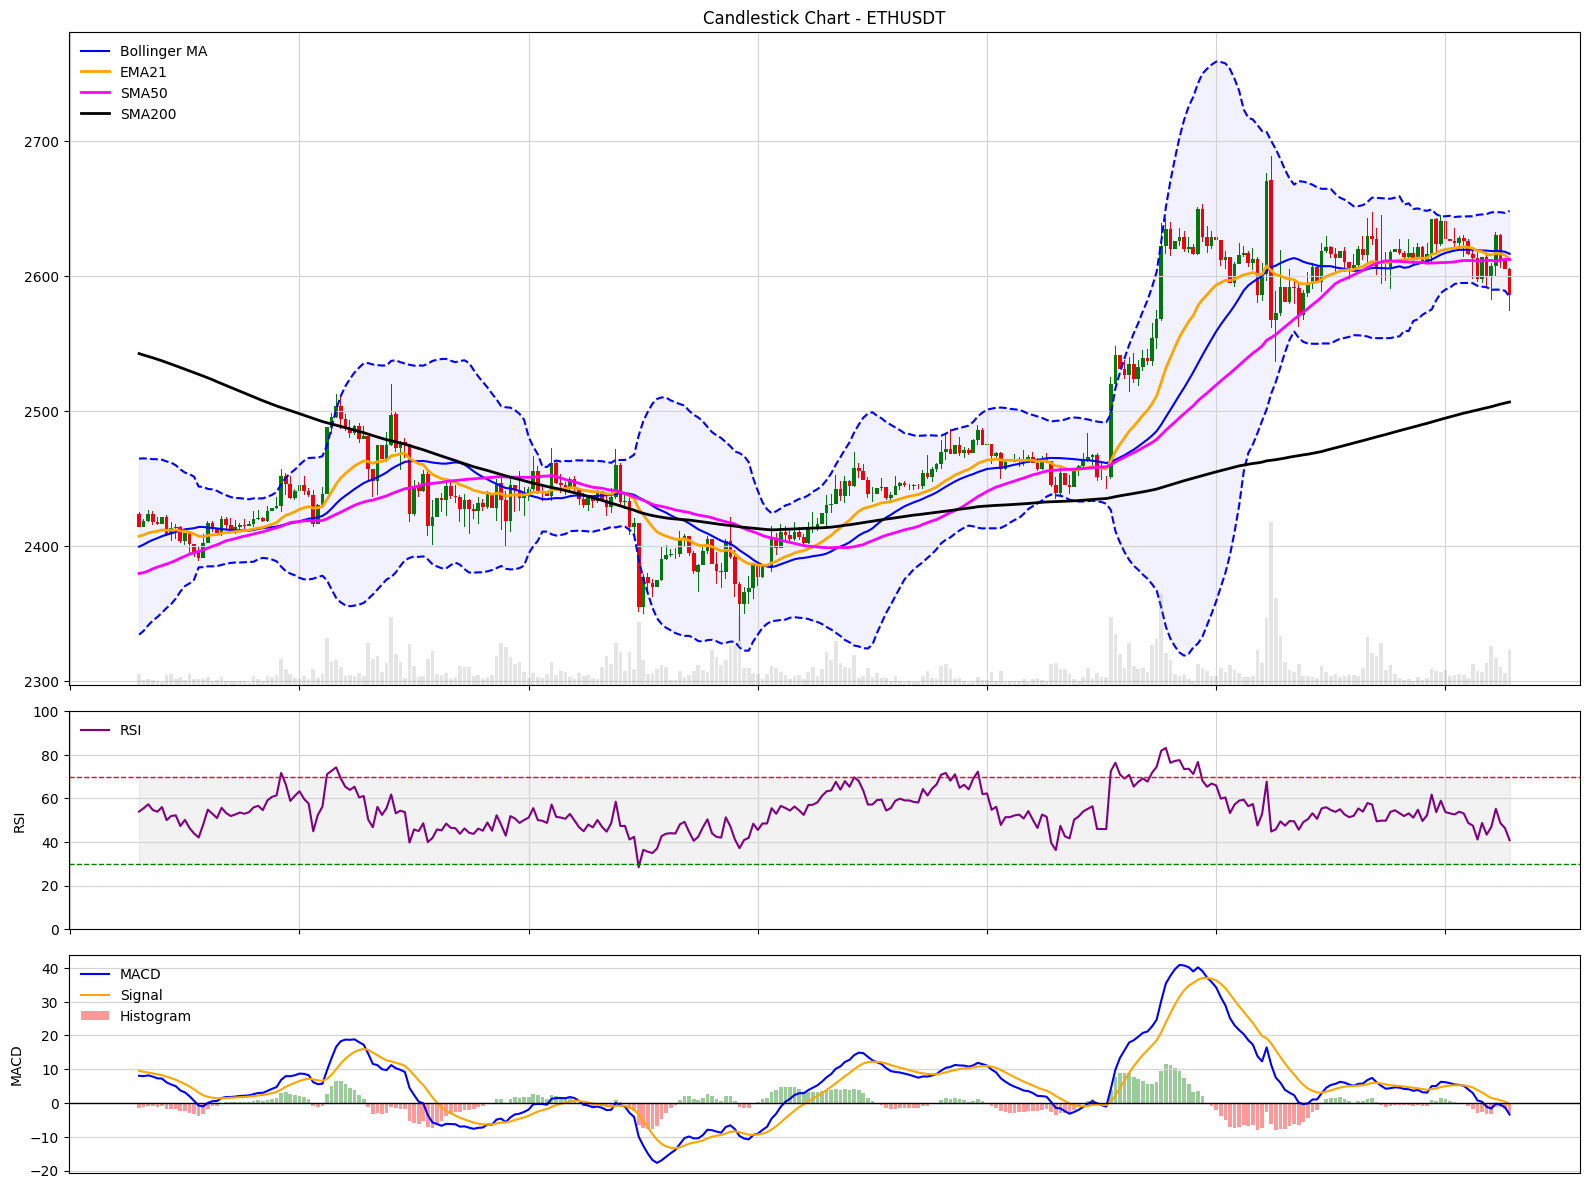 Candlestick Chart - ETHUSDT
Bollinger MA
EMA21
SMA50
SMA200
2700
2600
2500
2400
2300
RSI
RSI
100
80
60
40
20
0
MACD
Signal
Histogram
MACD
40
30
20
10
0
−10
−20